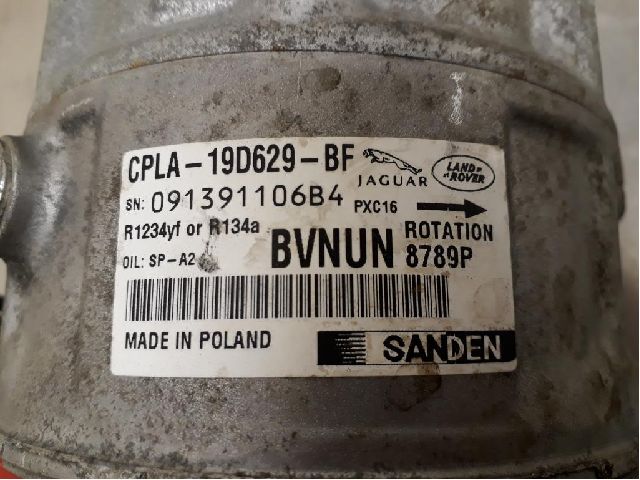 CPLA-19D629-BF
JAGUAR
LAND ROVER
SN: 091391106B4 PXC16
R1234yf or R134a
ROTATION
OIL: SP-A2
BVNUN 8789P
MADE IN POLAND
SANDEN